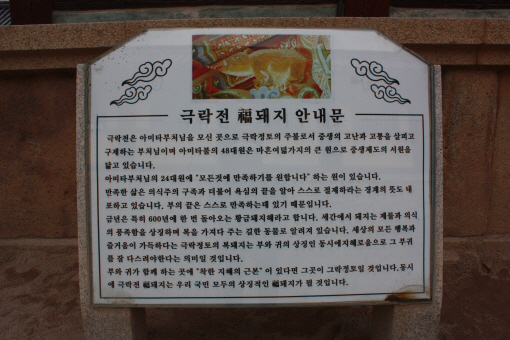 극락전 福돼지 안내문
극락전은 아미타부처님을 모신 곳으로 극락정토의 주불로서 중생의 고난과 고통을 살피고
구제하는 부처님이며 아미타불의 48대원은 마흔여덟가지의 큰 원으로 중생제도의 서원을
담고 있습니다.
아미타부처님의 24대원에 "모든것에 만족하기를 원합니다" 하는 원이 있습니다.
만족한 삶은 의식주의 구족과 더불어 욕심의 끝을 알아 스스로 절제하라는 경계의 뜻도 내
포하고 있습니다. 부의 끝은 스스로 만족하는데 있기 때문입니다.
금년은 특히 600년에 한 번 돌아오는 황금돼지해라고 합니다. 세간에서 돼지는 재물과 의식
의 풍족함을 상징하며 복을 가져다 주는 길한 동물로 알려져 있습니다. 세상의 모든 행복과
즐거움이 가득하다는 극락정토의 복돼지는 부와 귀의 상징인 동시에지혜로움으로 그 부귀
를 잘 다스려야한다는 의미일 것입니다.
부와 귀가 함께 하는 곳에 "착한 지혜의 근본" 이 있다면 그곳이 극락정토일 것입니다.동시
에 극락전 福돼지는 우리 국민 모두의 상징적인 福돼지가 될 것입니다.